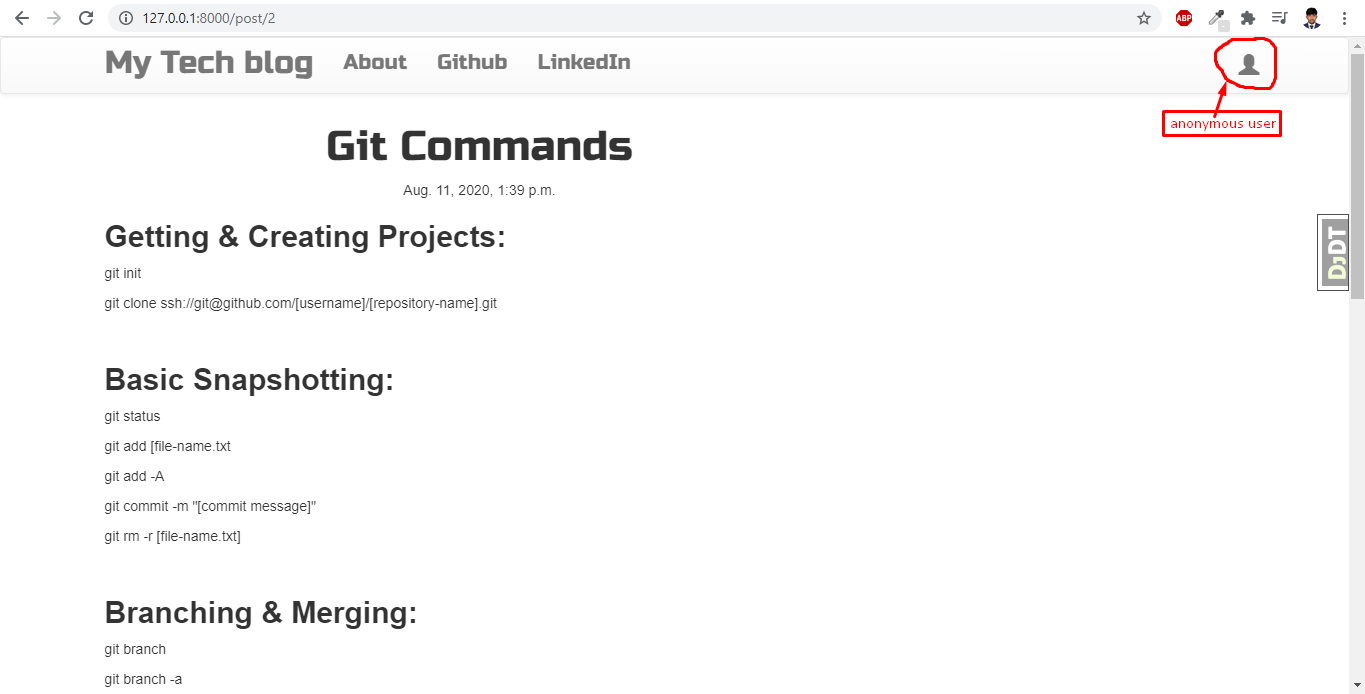 127.0.0.1:8000/post/2
ABP
My Tech blog About Github LinkedIn
anonymous user
Git Commands
Aug. 11, 2020, 1:39 p.m.
DjDT
Getting & Creating Projects:
git init
git clone ssh://git@github.com/[username]/[repository-name].git
Basic Snapshotting:
git status
git add [file-name.txt
git add -A
git commit -m "[commit message]"
git rm -r [file-name.txt]
Branching & Merging:
git branch
git branch -a